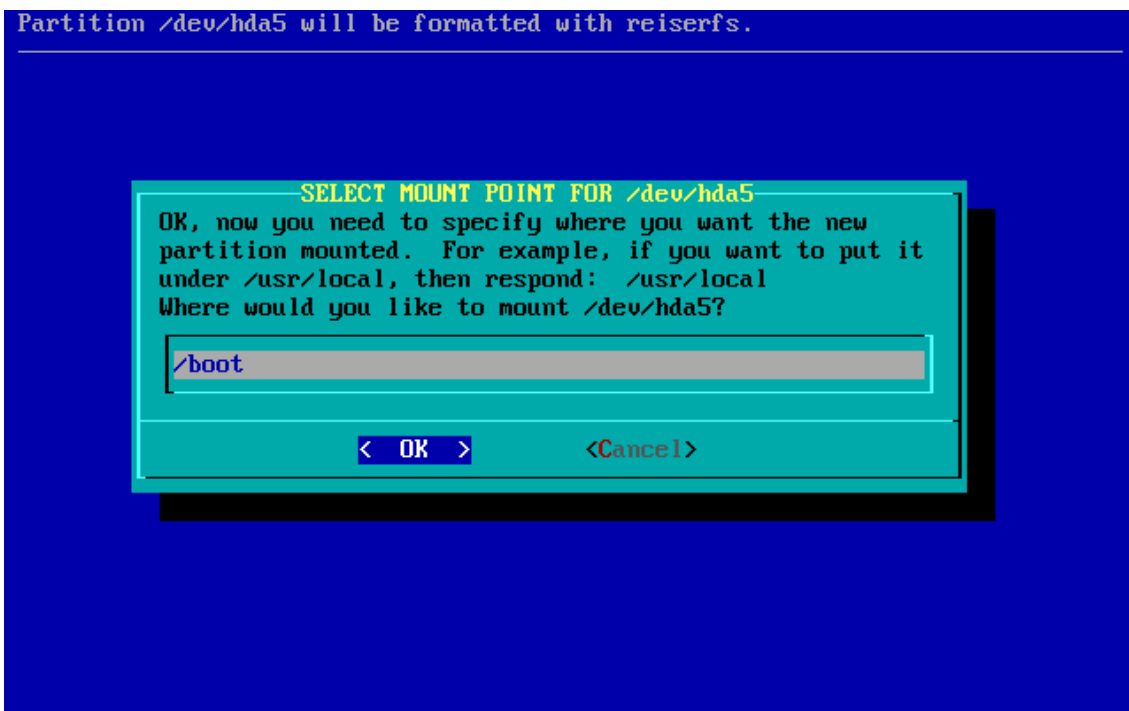 Partition /dev/hda5 will be formatted with reiserfs.
SELECT MOUNT POINT FOR /dev/hda5
OK, now you need to specify where you want the new
partition mounted.  For example, if you want to put it
under /usr/local, then respond:  /usr/local
Where would you like to mount /dev/hda5?
/boot
<  OK  > <Cancel>